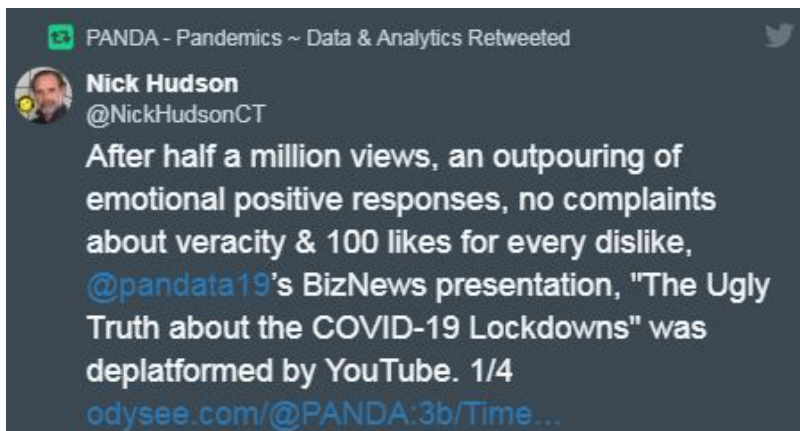 PANDA - Pandemics ~ Data & Analytics Retweeted
Nick Hudson
@NickHudsonCT
After half a million views, an outpouring of
emotional positive responses, no complaints
about veracity & 100 likes for every dislike,
@pandata19's BizNews presentation, "The Ugly
Truth about the COVID-19 Lockdowns" was
deplatformed by YouTube. 1/4
odysee.com/@PANDA:3b/Time...